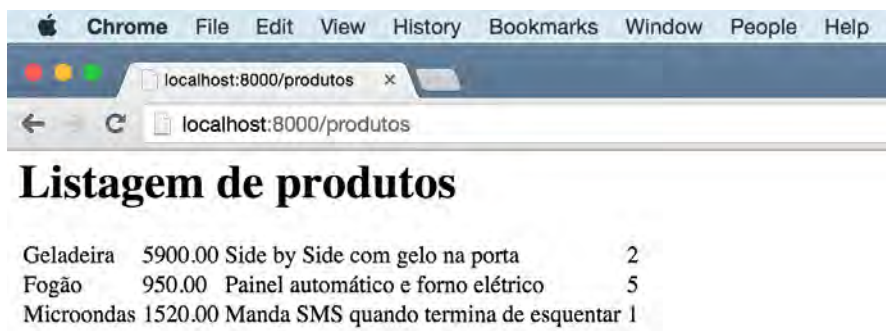 Chrome File Edit View History Bookmarks Window People Help
localhost:8000/produtos ×
localhost:8000/produtos
Listagem de produtos
Geladeira 5900.00 Side by Side com gelo na porta 2
Fogão 950.00 Painel automático e forno elétrico 5
Microondas 1520.00 Manda SMS quando termina de esquentar 1